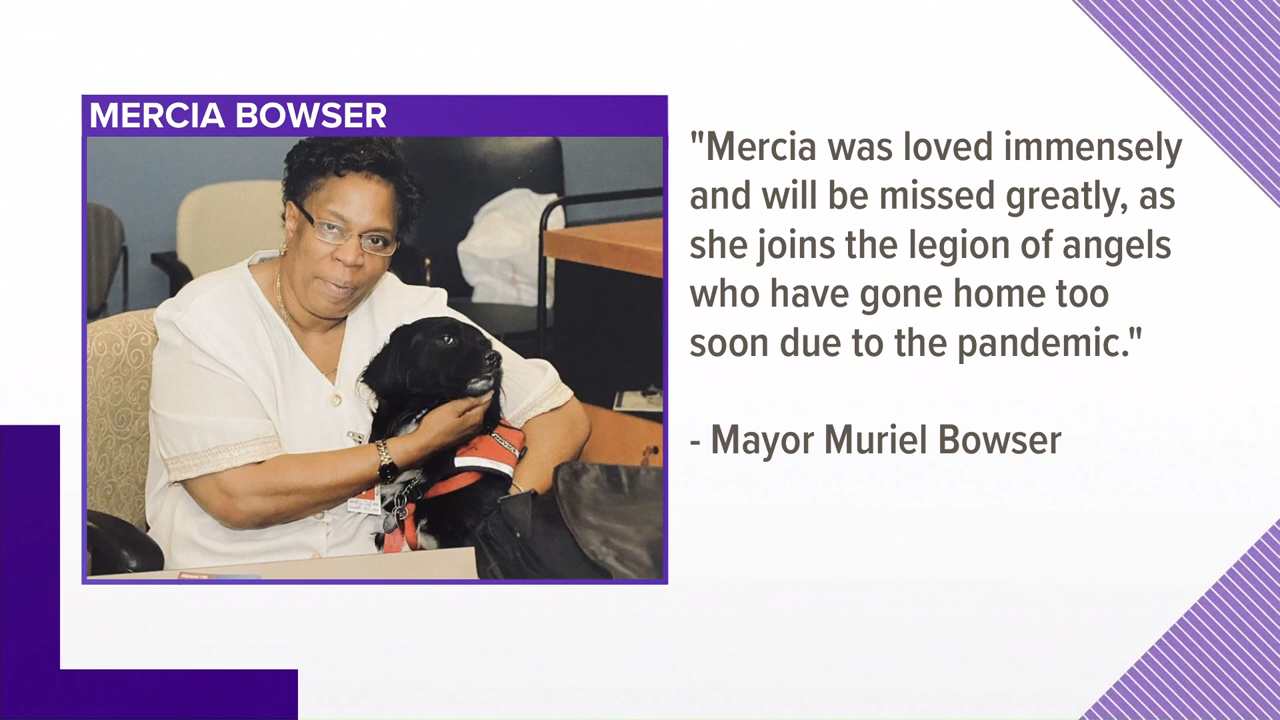 MERCIA BOWSER
"Mercia was loved immensely
and will be missed greatly, as
she joins the legion of angels
who have gone home too
soon due to the pandemic."
- Mayor Muriel Bowser